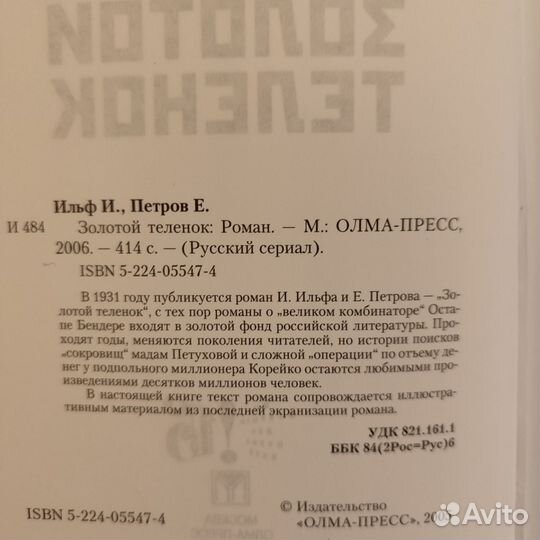 ЗОЛОТОЙ
ТЕЛЕНОК
Ильф И., Петров Е.
И 484 Золотой теленок: Роман. — М.: ОЛМА-ПРЕСС,
2006. — 414 с. — (Русский сериал).
ISBN 5-224-05547-4
В 1931 году публикуется роман И. Ильфа и Е. Петрова — „Зо-
лотой теленок“, с тех пор романы о „великом комбинаторе“ Оста-
пе Бендере входят в золотой фонд российской литературы. Про-
ходят годы, меняются поколения читателей, но истории поисков
„сокровищ“ мадам Петуховой и сложной „операции“ по отъему де-
нег у подпольного миллионера Корейко остаются любимыми про-
изведениями десятков миллионов человек.
В настоящей книге текст романа сопровождается иллюстра-
тивным материалом из последней экранизации романа.
УДК 821.161.1
ББК 84(2Рос=Рус)6
МОСКВА
ОЛМА-ПРЕСС
ISBN 5-224-05547-4
© Издательство
«ОЛМА-ПРЕСС»,
Avito